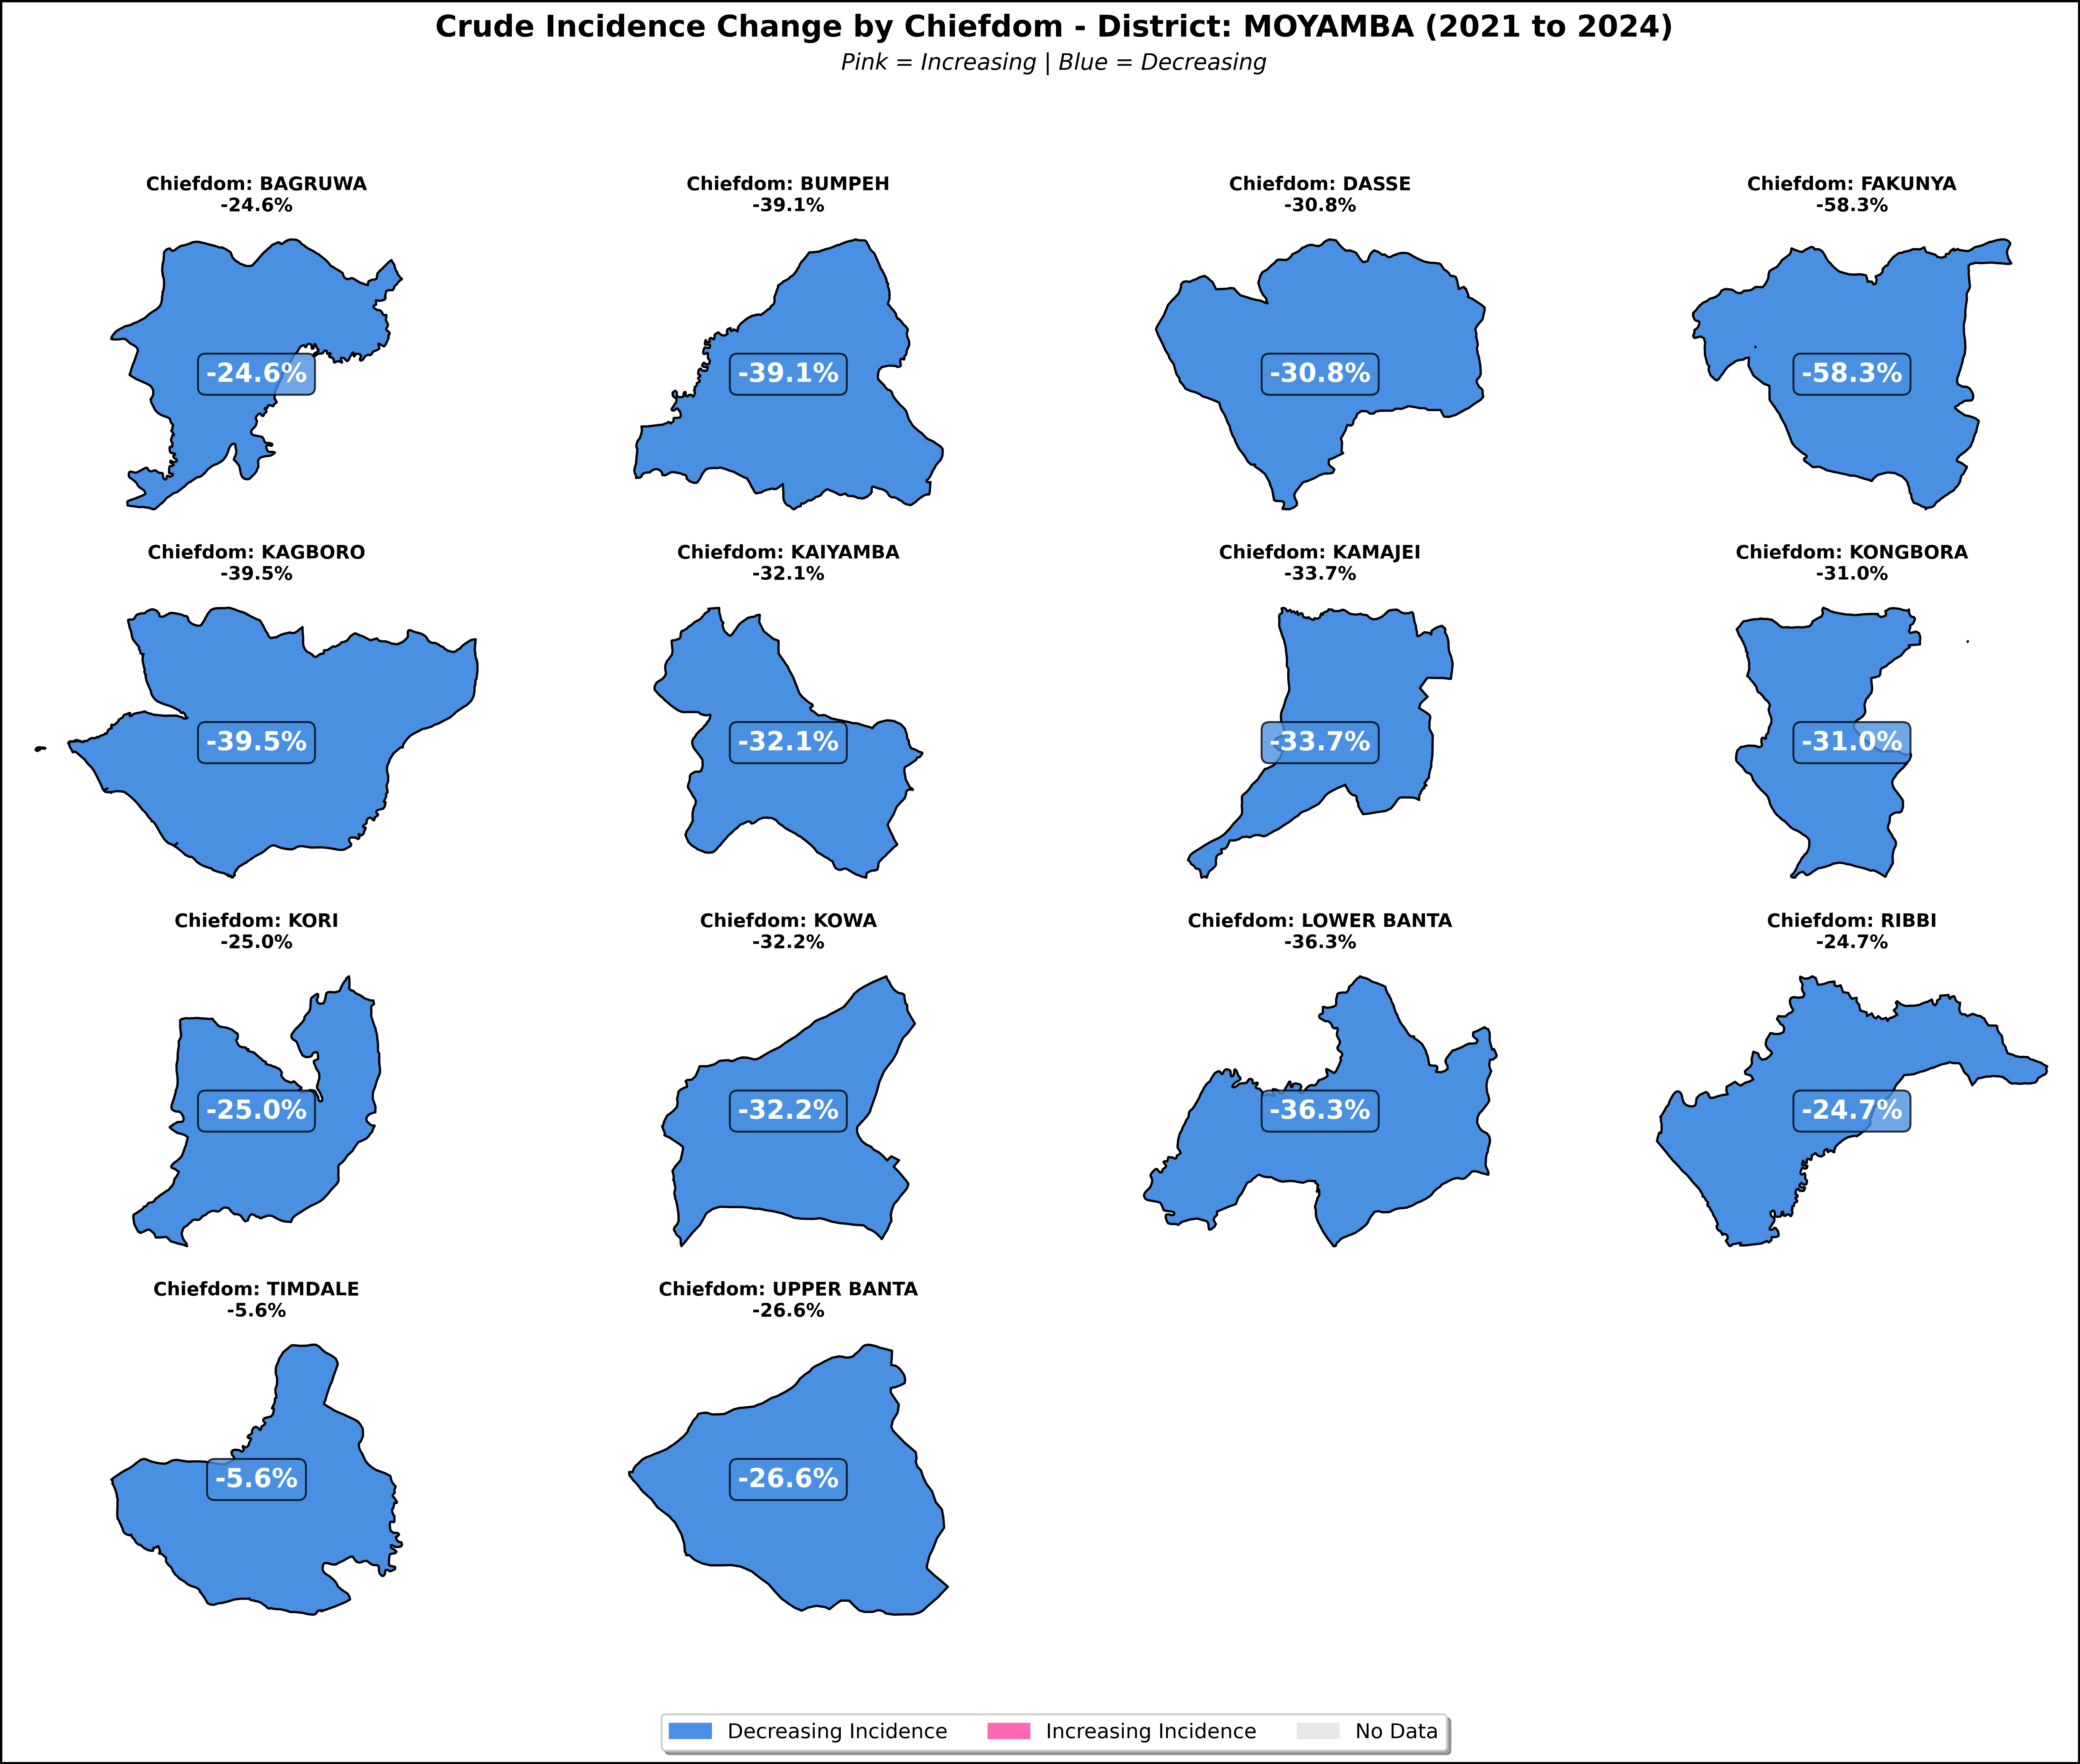 Crude Incidence Change by Chiefdom - District: MOYAMBA (2021 to 2024)
Pink = Increasing | Blue = Decreasing
Chiefdom: BAGRUWA
-24.6%
-24.6%
Chiefdom: BUMPEH
-39.1%
-39.1%
Chiefdom: DASSE
-30.8%
-30.8%
Chiefdom: FAKUNYA
-58.3%
-58.3%
Chiefdom: KAGBORO
-39.5%
-39.5%
Chiefdom: KAIYAMBA
-32.1%
-32.1%
Chiefdom: KAMAJEI
-33.7%
-33.7%
Chiefdom: KONGBORA
-31.0%
-31.0%
Chiefdom: KORI
-25.0%
-25.0%
Chiefdom: KOWA
-32.2%
-32.2%
Chiefdom: LOWER BANTA
-36.3%
-36.3%
Chiefdom: RIBBI
-24.7%
-24.7%
Chiefdom: TIMDALE
-5.6%
-5.6%
Chiefdom: UPPER BANTA
-26.6%
-26.6%
Decreasing Incidence
Increasing Incidence
No Data